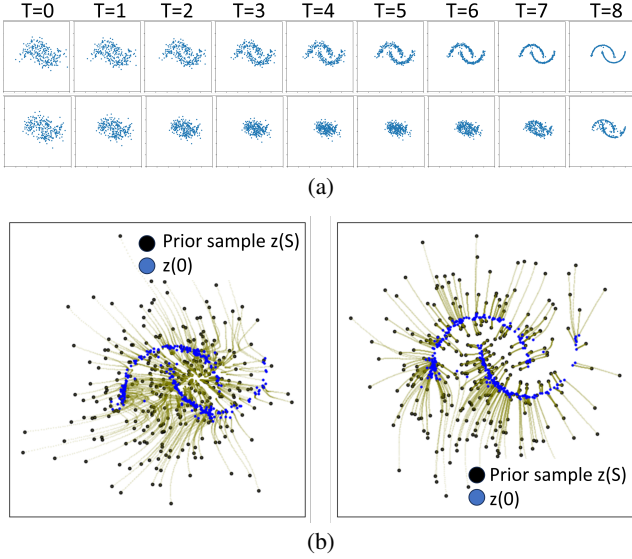 T=0 T=1 T=2 T=3 T=4 T=5 T=6 T=7 T=8
(a)
Prior sample z(S)
z(0)
Prior sample z(S)
z(0)
(b)